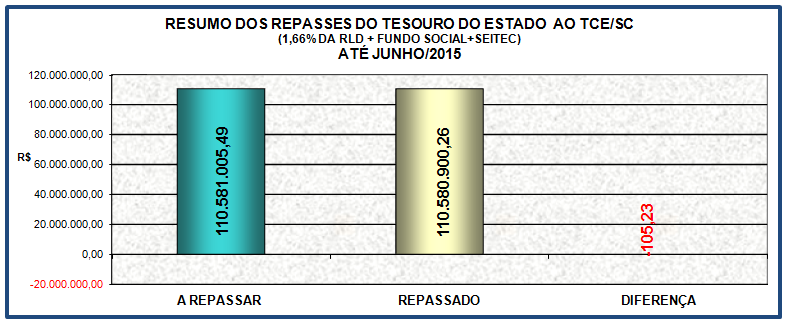 RESUMO DOS REPASSES DO TESOURO DO ESTADO AO TCE/SC
(1,66% DA RLD + FUNDO SOCIAL+SEITEC)
ATÉ JUNHO/2015
120.000.000,00
100.000.000,00
80.000.000,00
R$ 60.000.000,00
40.000.000,00
20.000.000,00
0,00
-20.000.000,00
110.581.005,49
110.580.900,26
-105,23
A REPASSAR
REPASSADO
DIFERENÇA